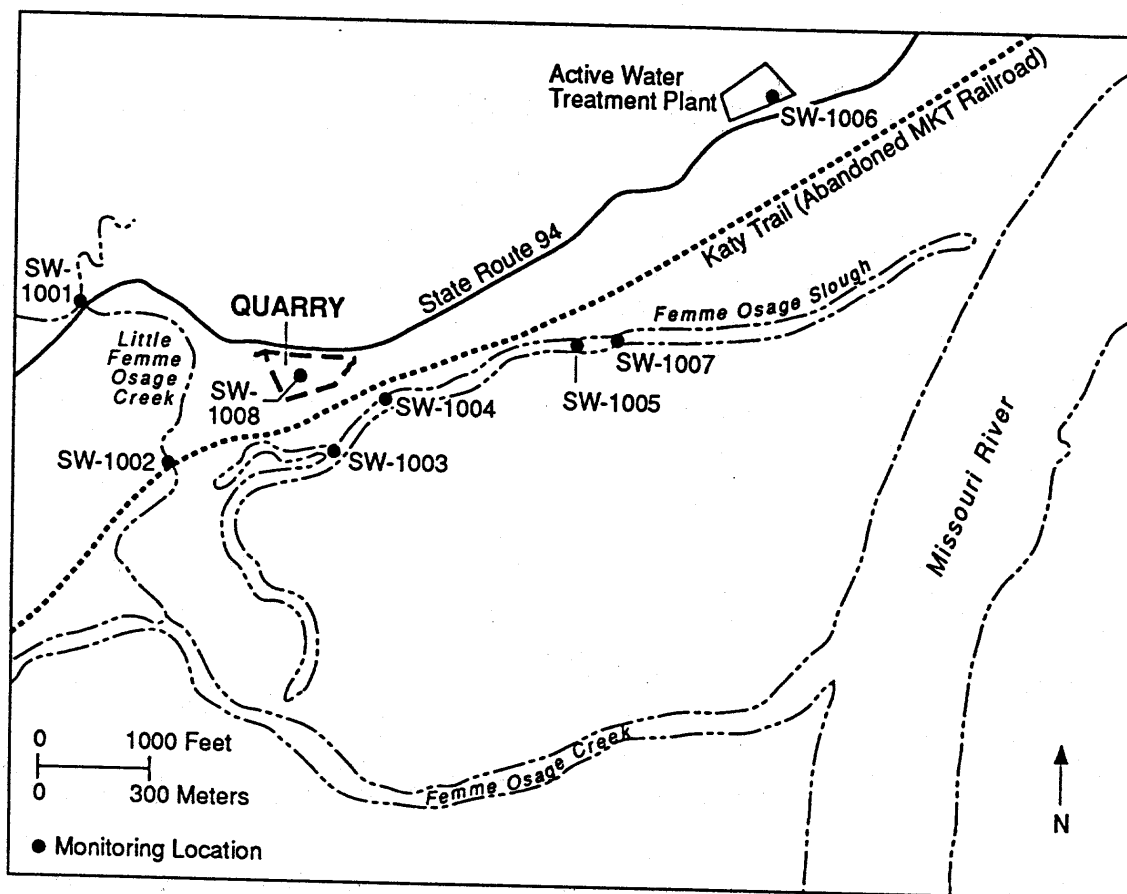 Active Water
Treatment Plant
SW-1006
Katy Trail (Abandoned MKT Railroad)
State Route 94
SW-
1001
QUARRY
Femme Osage Slough
Little
Femme
Osage
Creek
SW-1007
SW-
1008
SW-1004
SW-1005
SW-1002
SW-1003
Missouri River
Femme Osage Creek
0 1000 Feet
0 300 Meters
N
Monitoring Location